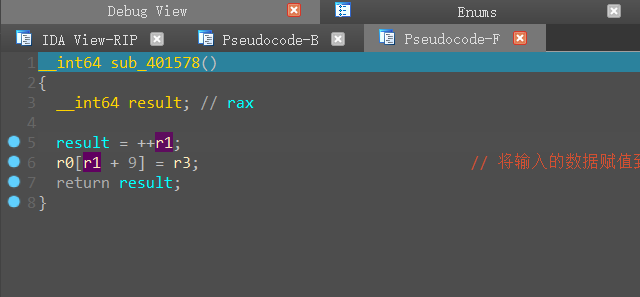 Debug View
Enums
IDA View-RIP
Pseudocode-B
Pseudocode-F
1 __int64 sub_401578()
2 {
3 __int64 result; // rax
4
5 result = ++r1;
6 r0[r1 + 9] = r3; // 将输入的数据赋值到
7 return result;
8 }